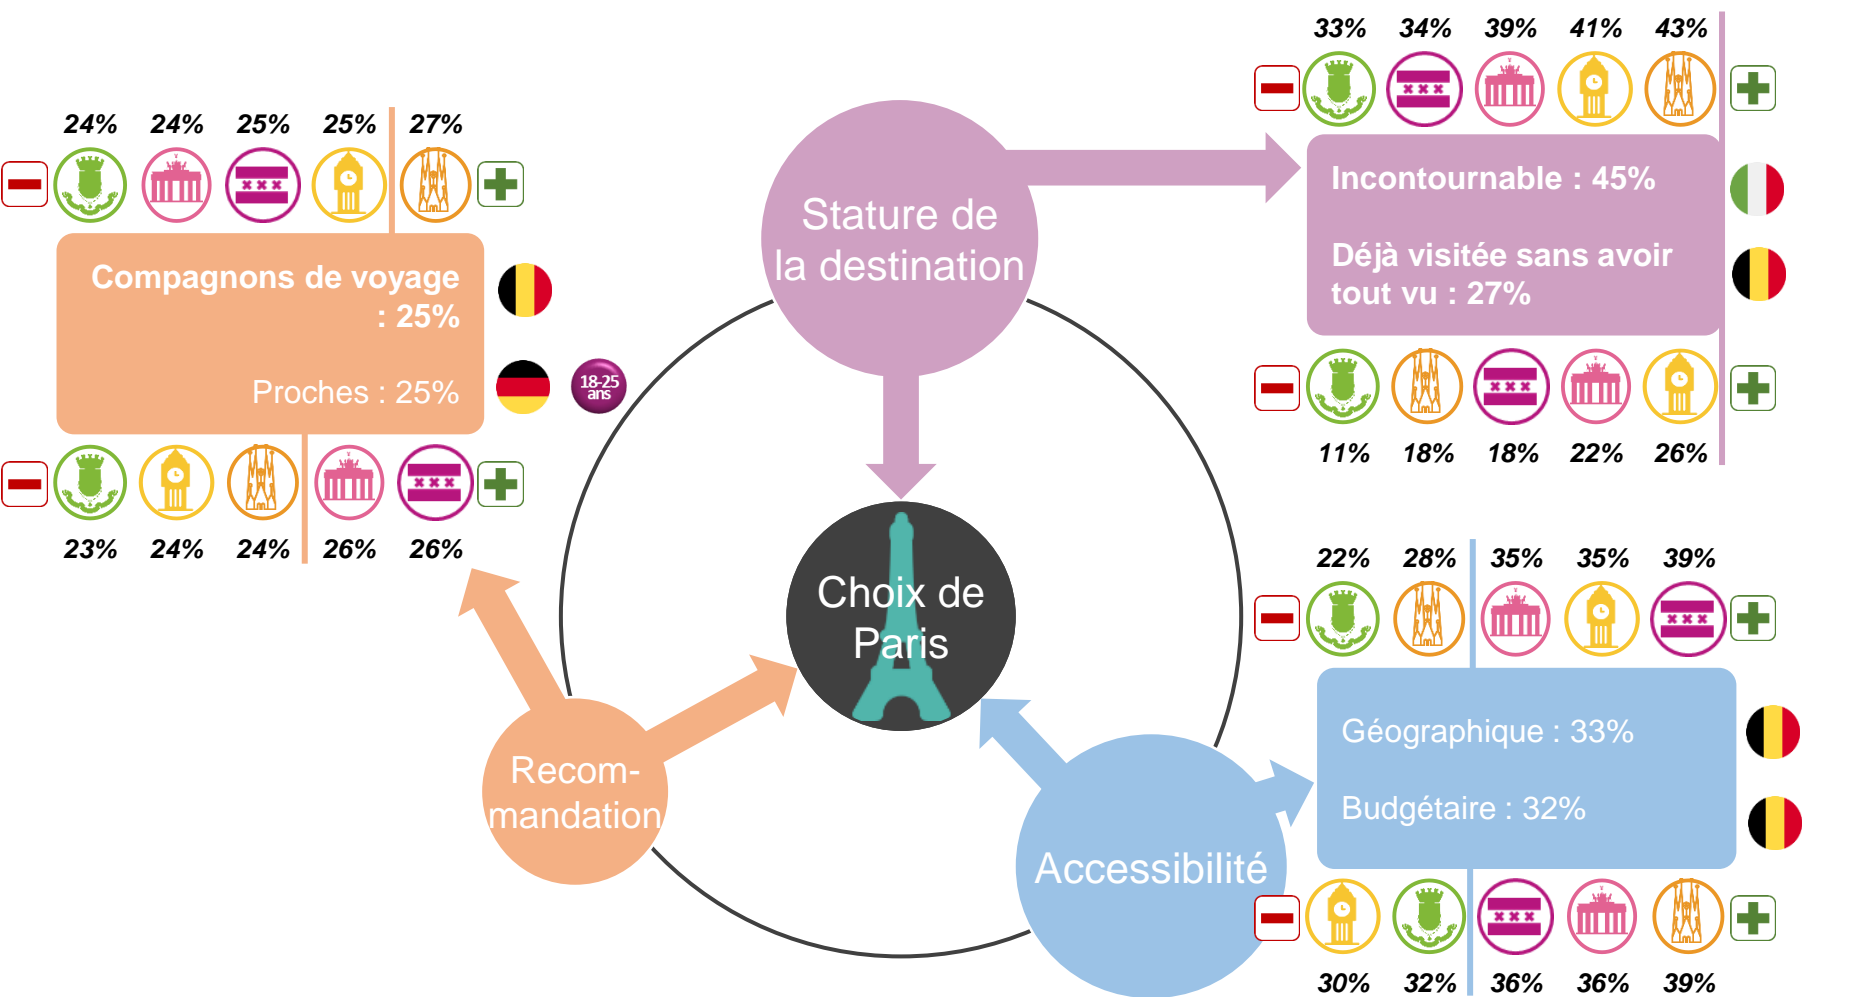 33% 34% 39% 41% 43%
Incontournable : 45%
Déjà visitée sans avoir
tout vu : 27%
11% 18% 18% 22% 26%
24% 24% 25% 25% 27%
Compagnons de voyage
: 25%
Proches : 25%
18-25
ans
23% 24% 24% 26% 26%
Stature de
la destination
Choix de
Paris
Recom-
mandation
Accessibilité
22% 28% 35% 35% 39%
Géographique : 33%
Budgétaire : 32%
30% 32% 36% 36% 39%